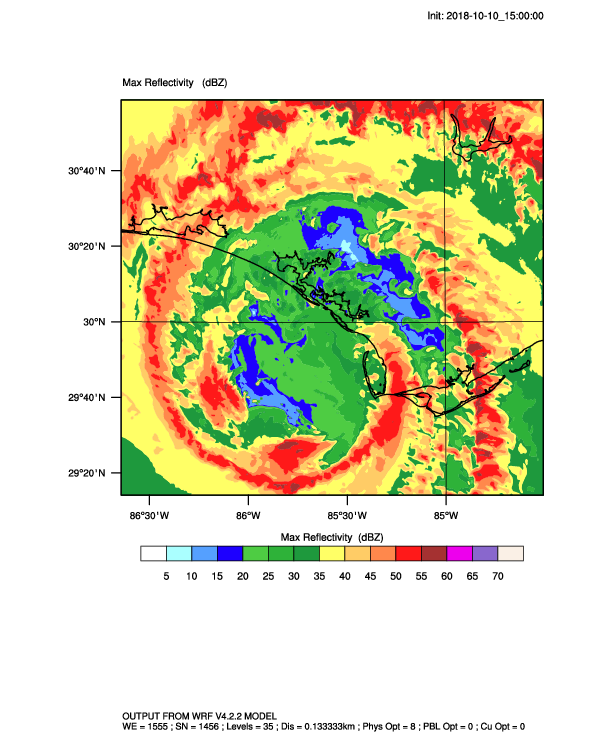 Init: 2018-10-10_15:00:00
Max Reflectivity (dBZ)
30°40'N
30°20'N
30°N
29°40'N
29°20'N
86°30'W 86°W 85°30'W 85°W
Max Reflectivity (dBZ)
5 10 15 20 25 30 35 40 45 50 55 60 65 70
OUTPUT FROM WRF V4.2.2 MODEL
WE = 1555 ; SN = 1456 ; Levels = 35 ; Dis = 0.133333km ; Phys Opt = 8 ; PBL Opt = 0 ; Cu Opt = 0